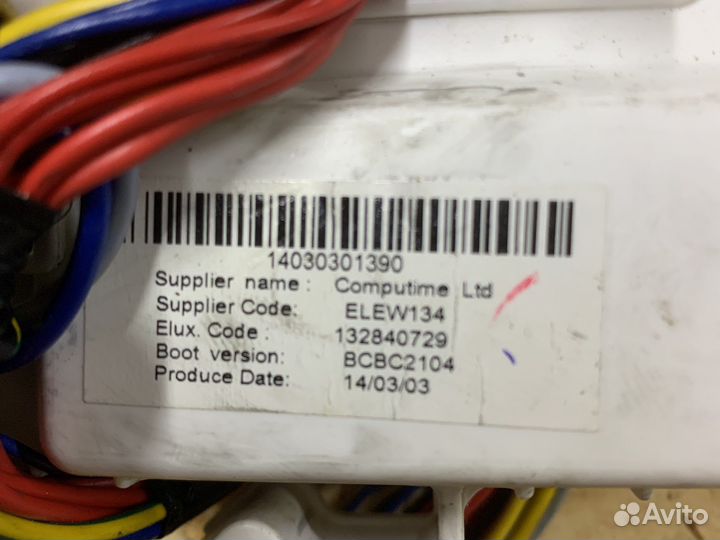 14030301390
Supplier name : Computime Ltd
Supplier Code: ELEW134
Elux. Code : 132840729
Boot version: BCBC2104
Produce Date: 14/03/03
Avito